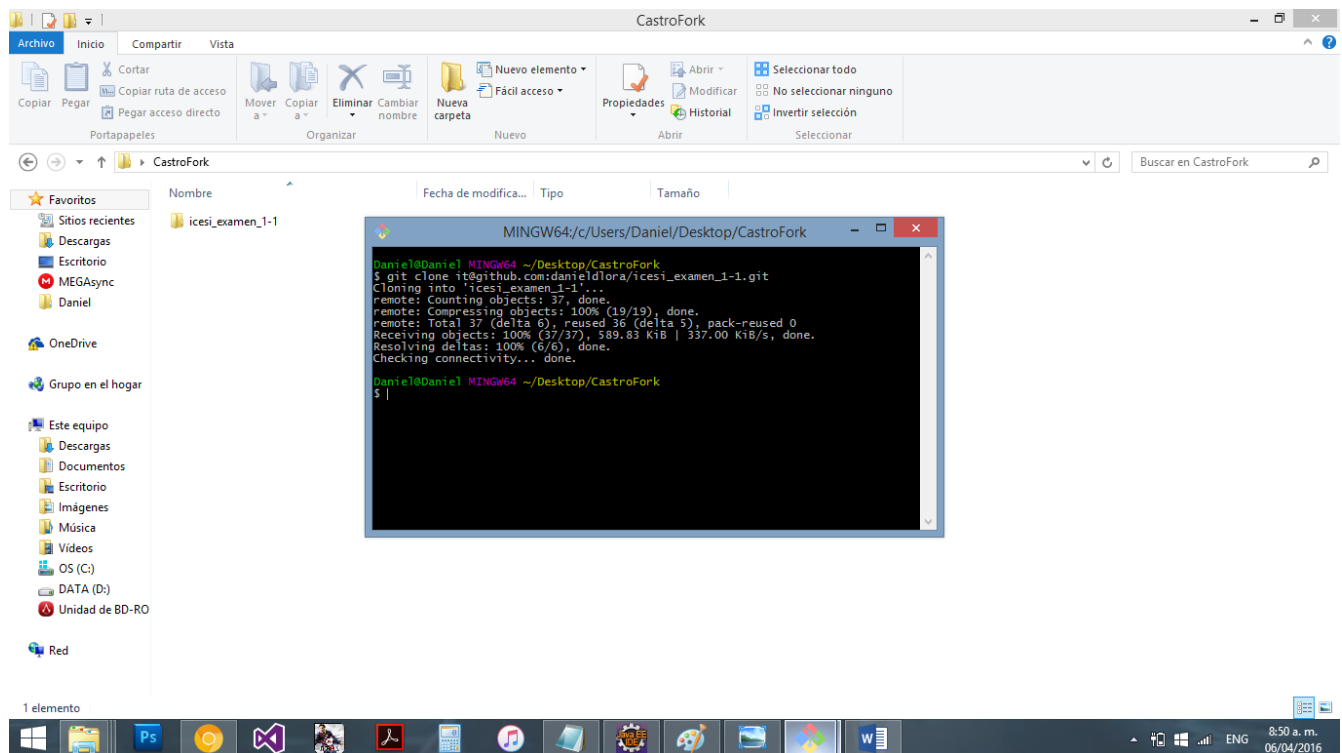 CastroFork
Archivo Inicio Compartir Vista
Copiar
Pegar
Cortar
Copiar ruta de acceso
Pegar acceso directo
Portapapeles
Mover a
Copiar a
Eliminar
Cambiar nombre
Organizar
Nueva carpeta
Nuevo elemento
Fácil acceso
Nuevo
Propiedades
Abrir
Modificar
Historial
Abrir
Seleccionar todo
No seleccionar ninguno
Invertir selección
Seleccionar
CastroFork
Buscar en CastroFork
Favoritos
Sitios recientes
Descargas
Escritorio
MEGAsync
Daniel
OneDrive
Grupo en el hogar
Este equipo
Descargas
Documentos
Escritorio
Imágenes
Música
Vídeos
OS (C:)
DATA (D:)
Unidad de BD-RO
Red
Nombre Fecha de modifica... Tipo Tamaño
icesi_examen_1-1
MINGW64:/c/Users/Daniel/Desktop/CastroFork
Daniel@Daniel MINGW64 ~/Desktop/CastroFork
$ git clone it@github.com:danieldlora/icesi_examen_1-1.git
Cloning into 'icesi_examen_1-1'...
remote: Counting objects: 37, done.
remote: Compressing objects: 100% (19/19), done.
remote: Total 37 (delta 6), reused 36 (delta 5), pack-reused 0
Receiving objects: 100% (37/37), 589.83 KiB | 337.00 KiB/s, done.
Resolving deltas: 100% (6/6), done.
Checking connectivity... done.
Daniel@Daniel MINGW64 ~/Desktop/CastroFork
$
1 elemento
Ps
Java EE
IDE
W
ENG
8:50 a. m.
06/04/2016